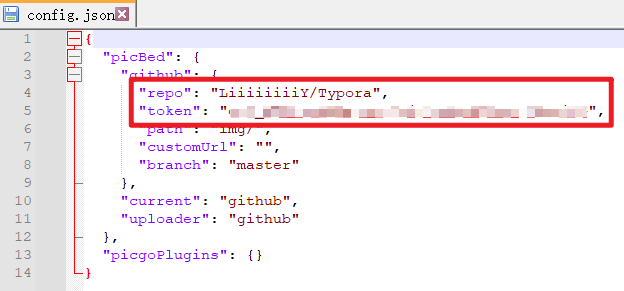 config.json
1 {
2 "picBed": {
3 "github": {
4 "repo": "LiiiiiiiiY/Typora",
5 "token": "
6 "path": "img/",
7 "customUrl": "",
8 "branch": "master"
9 },
10 "current": "github",
11 "uploader": "github"
12 },
13 "picgoPlugins": {}
14 }